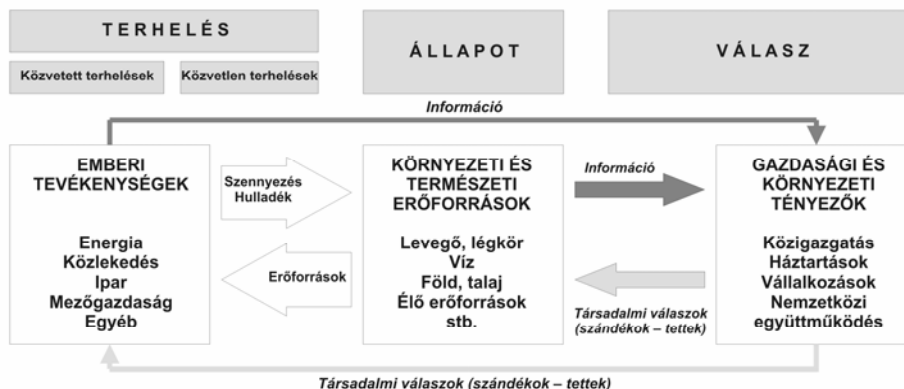 TERHELÉS
ÁLLAPOT
VÁLASZ
Közvetett terhelések
Közvetlen terhelések
Információ
EMBERI
TEVÉKENYSÉGEK
Energia
Közlekedés
Ipar
Mezőgazdaság
Egyéb
Szennyezés
Hulladék
Erőforrások
KÖRNYEZETI ÉS
TERMÉSZETI
ERŐFORRÁSOK
Levegő, légkör
Víz
Föld, talaj
Élő erőforrások
stb.
Információ
Társadalmi válaszok
(szándékok – tettek)
GAZDASÁGI ÉS
KÖRNYEZETI
TÉNYEZŐK
Közigazgatás
Háztartások
Vállalkozások
Nemzetközi
együttműködés
Társadalmi válaszok (szándékok – tettek)